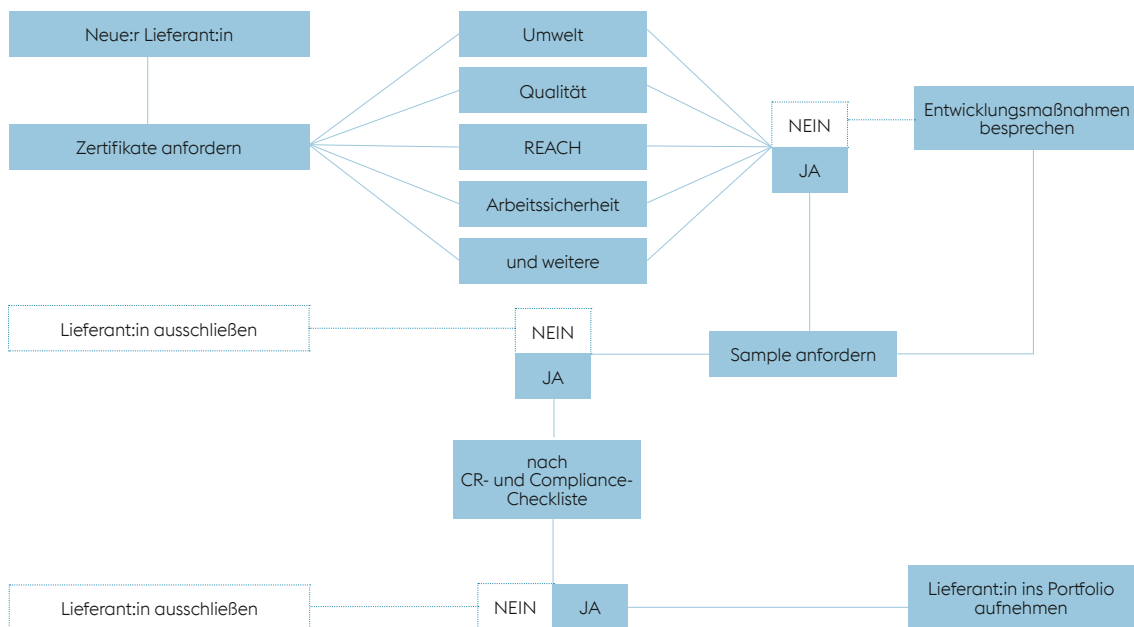 Neue:r Lieferant:in
Zertifikate anfordern
Umwelt
Qualität
REACH
Arbeitssicherheit
und weitere
NEIN
JA
Entwicklungsmaßnahmen
besprechen
Lieferant:in ausschließen
NEIN
JA
Sample anfordern
nach
CR- und Compliance-
Checkliste
Lieferant:in ausschließen
NEIN
JA
Lieferant:in ins Portfolio
aufnehmen